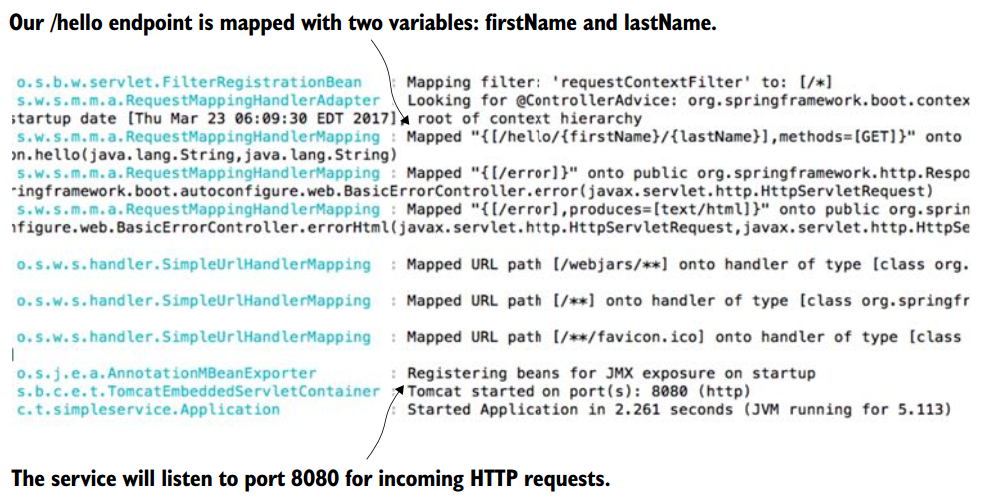 Our /hello endpoint is mapped with two variables: firstName and lastName.
o.s.b.w.servlet.FilterRegistrationBean : Mapping filter: 'requestContextFilter' to: [/*]
s.w.s.m.m.a.RequestMappingHandlerAdapter Looking for @ControllerAdvice: org.springframework.boot.contex
startup date [Thu Mar 23 06:09:30 EDT 2017]; root of context hierarchy
s.w.s.m.m.a.RequestMappingHandlerMapping : Mapped "{[/hello/{firstName}/{lastName}],methods=[GET]}" onto
on.hello(java.lang.String,java.lang.String)
s.w.s.m.m.a.RequestMappingHandlerMapping : Mapped "{[/error]}" onto public org.springframework.http.Respo
ringframework.boot.autoconfigure.web.BasicErrorController.error(javax.servlet.http.HttpServletRequest)
s.w.s.m.m.a.RequestMappingHandlerMapping : Mapped "{[/error],produces=[text/html]}" onto public org.sprin
nfigure.web.BasicErrorController.errorHtml(javax.servlet.http.HttpServletRequest,javax.servlet.http.HttpSe
o.s.w.s.handler.SimpleUrlHandlerMapping : Mapped URL path [/webjars/**] onto handler of type [class org.
o.s.w.s.handler.SimpleUrlHandlerMapping : Mapped URL path [/**] onto handler of type [class org.springfr
o.s.w.s.handler.SimpleUrlHandlerMapping : Mapped URL path [/**/favicon.ico] onto handler of type [class
]
o.s.j.e.a.AnnotationMBeanExporter : Registering beans for JMX exposure on startup
s.b.c.e.t.TomcatEmbeddedServletContainer : Tomcat started on port(s): 8080 (http)
c.t.simpleservice.Application : Started Application in 2.261 seconds (JVM running for 5.113)
The service will listen to port 8080 for incoming HTTP requests.